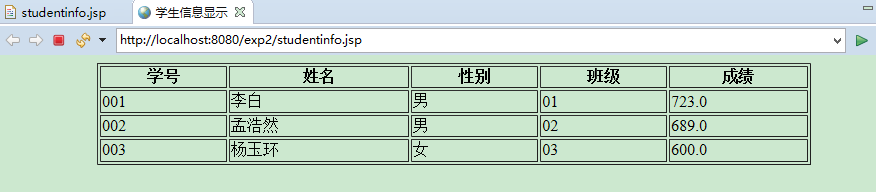 studentinfo.jsp 学生信息显示
http://localhost:8080/exp2/studentinfo.jsp
学号 姓名 性别 班级 成绩
001 李白 男 01 723.0
002 孟浩然 男 02 689.0
003 杨玉环 女 03 600.0